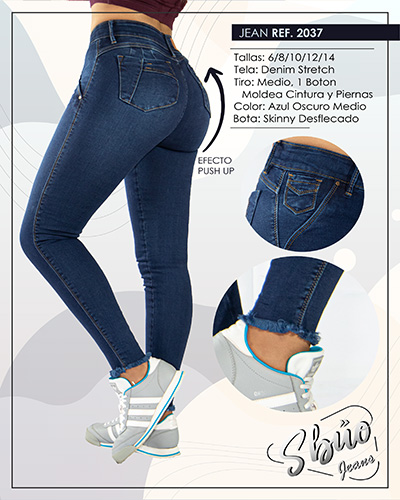 JEAN REF. 2037
Tallas: 6/8/10/12/14
Tela: Denim Stretch
Tiro: Medio, 1 Boton
Moldea Cintura y Piernas
Color: Azul Oscuro Medio
Bota: Skinny Desflecado
EFECTO
PUSH UP
Sbúo
Jeans